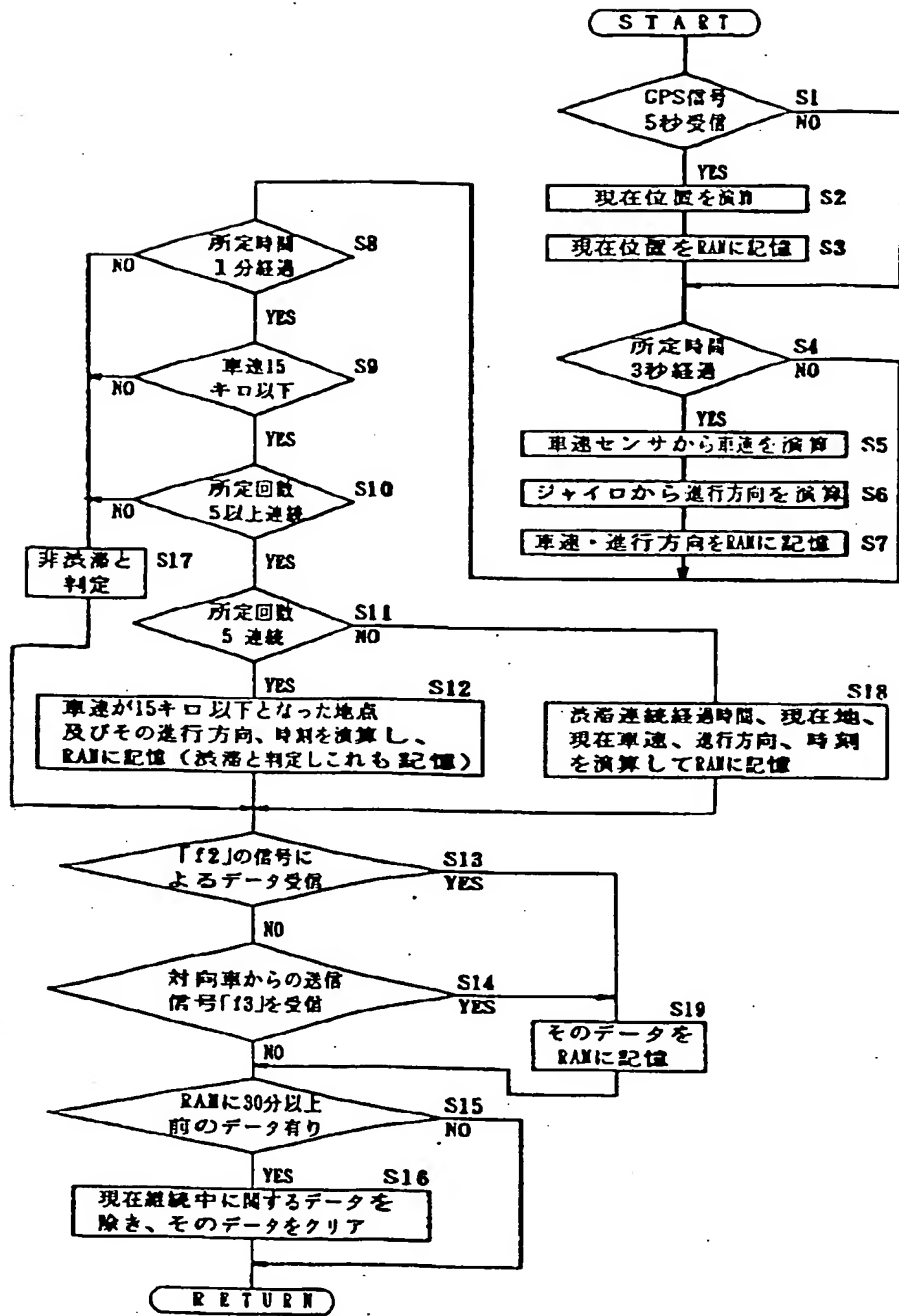 START
GPS信号
5秒受信
S1
NO
YES
現在位置を演算
S2
現在位置をRAMに記憶
S3
所定時間
3秒経過
S4
NO
YES
車速センサから車速を演算
S5
ジャイロから進行方向を演算
S6
車速・進行方向をRAMに記憶
S7
所定時間
1分経過
S8
NO
YES
車速15
キロ以下
S9
NO
YES
所定回数
5以上連続
S10
NO
YES
非渋滞と
判定
S17
所定回数
5 連続
S11
NO
YES
S12
車速が15キロ以下となった地点
及びその進行方向、時刻を演算し、
RAMに記憶(渋滞と判定しこれも記憶)
S18
渋滞連続経過時間、現在地、
現在車速、進行方向、時刻
を演算してRAMに記憶
「f2」の信号に
よるデータ受信
S13
YES
NO
対向車からの送信
信号「f3」を受信
S14
YES
NO
S19
そのデータを
RAMに記憶
RAMに30分以上
前のデータ有り
S15
NO
YES
S16
現在継続中に関するデータを
除き、そのデータをクリア
RETURN